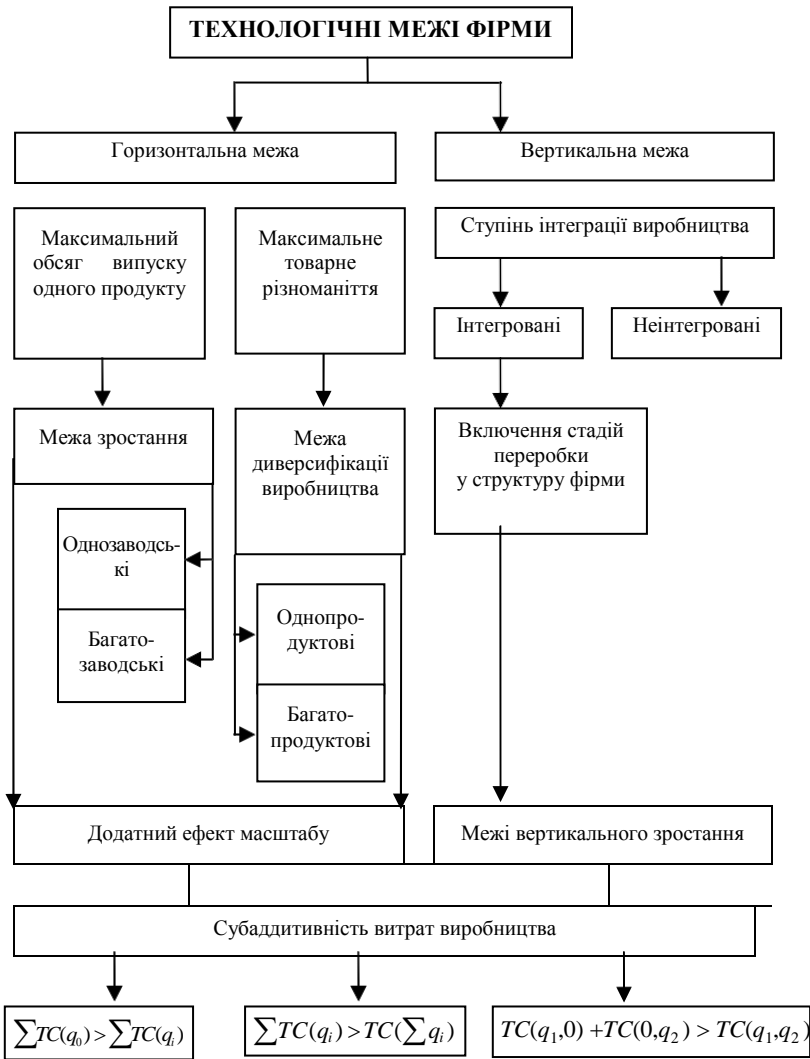 ТЕХНОЛОГІЧНІ МЕЖІ ФІРМИ
Горизонтальна межа
Вертикальна межа
Максимальний
обсяг випуску
одного продукту
Максимальне
товарне
різноманіття
Ступінь інтеграції виробництва
Інтегровані
Неінтегровані
Межа зростання
Межа
диверсифікації
виробництва
Включення стадій
переробки
у структуру фірми
Однозаводсь-
кі
Багато-
заводські
Однопро-
дуктові
Багато-
продуктові
Додатний ефект масштабу
Межі вертикального зростання
Субаддитивність витрат виробництва
∑TC(q₀) > ∑TC(qᵢ)
∑TC(qᵢ) > TC(∑qᵢ)
TC(q₁,0) + TC(0,q₂) > TC(q₁,q₂)